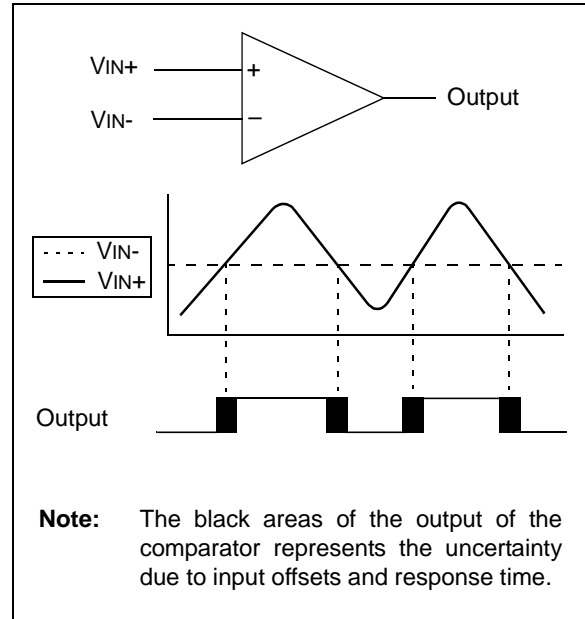 VIN+
+
Output
VIN-
−
VIN-
VIN+
Output
Note: The black areas of the output of the
comparator represents the uncertainty
due to input offsets and response time.